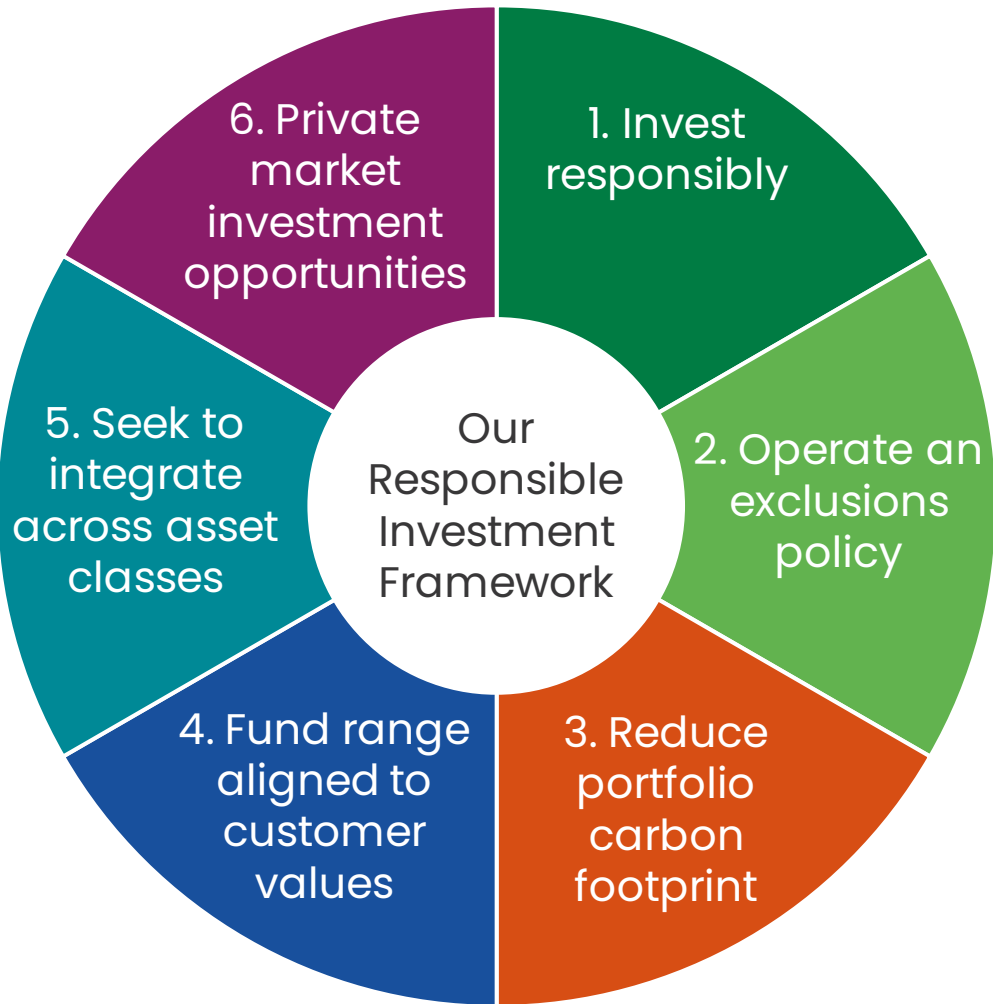 Our
Responsible
Investment
Framework
1. Invest
responsibly
2. Operate an
exclusions
policy
3. Reduce
portfolio
carbon
footprint
4. Fund range
aligned to
customer
values
5. Seek to
integrate
across asset
classes
6. Private
market
investment
opportunities